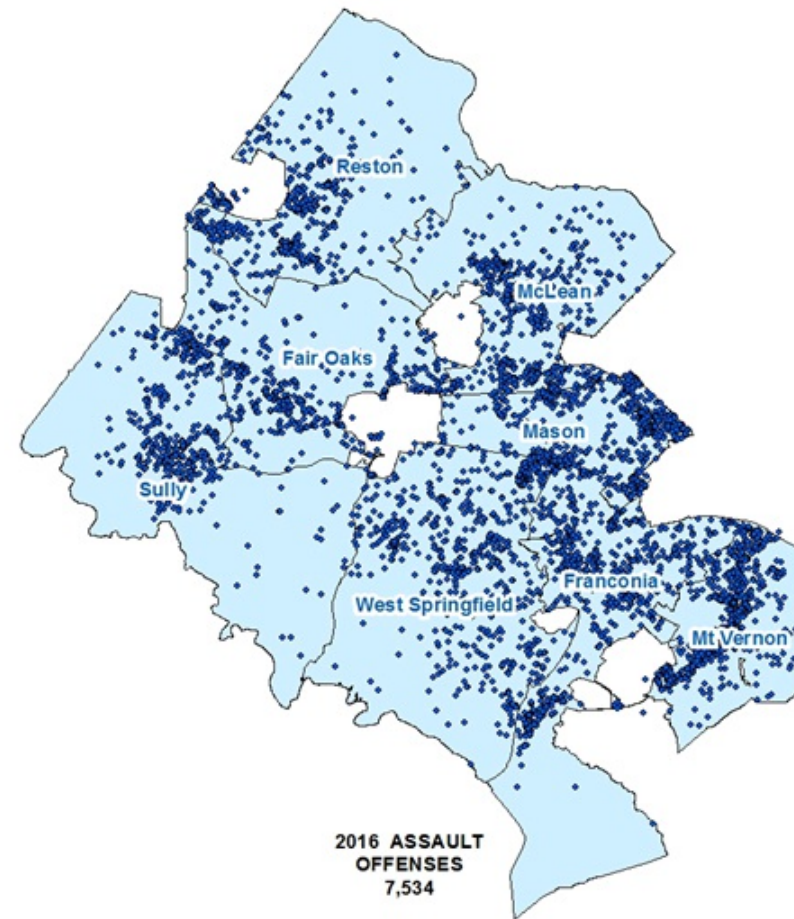 Reston
McLean
Fair Oaks
Mason
Sully
Franconia
West Springfield
Mt Vernon
2016 ASSAULT
OFFENSES
7,534